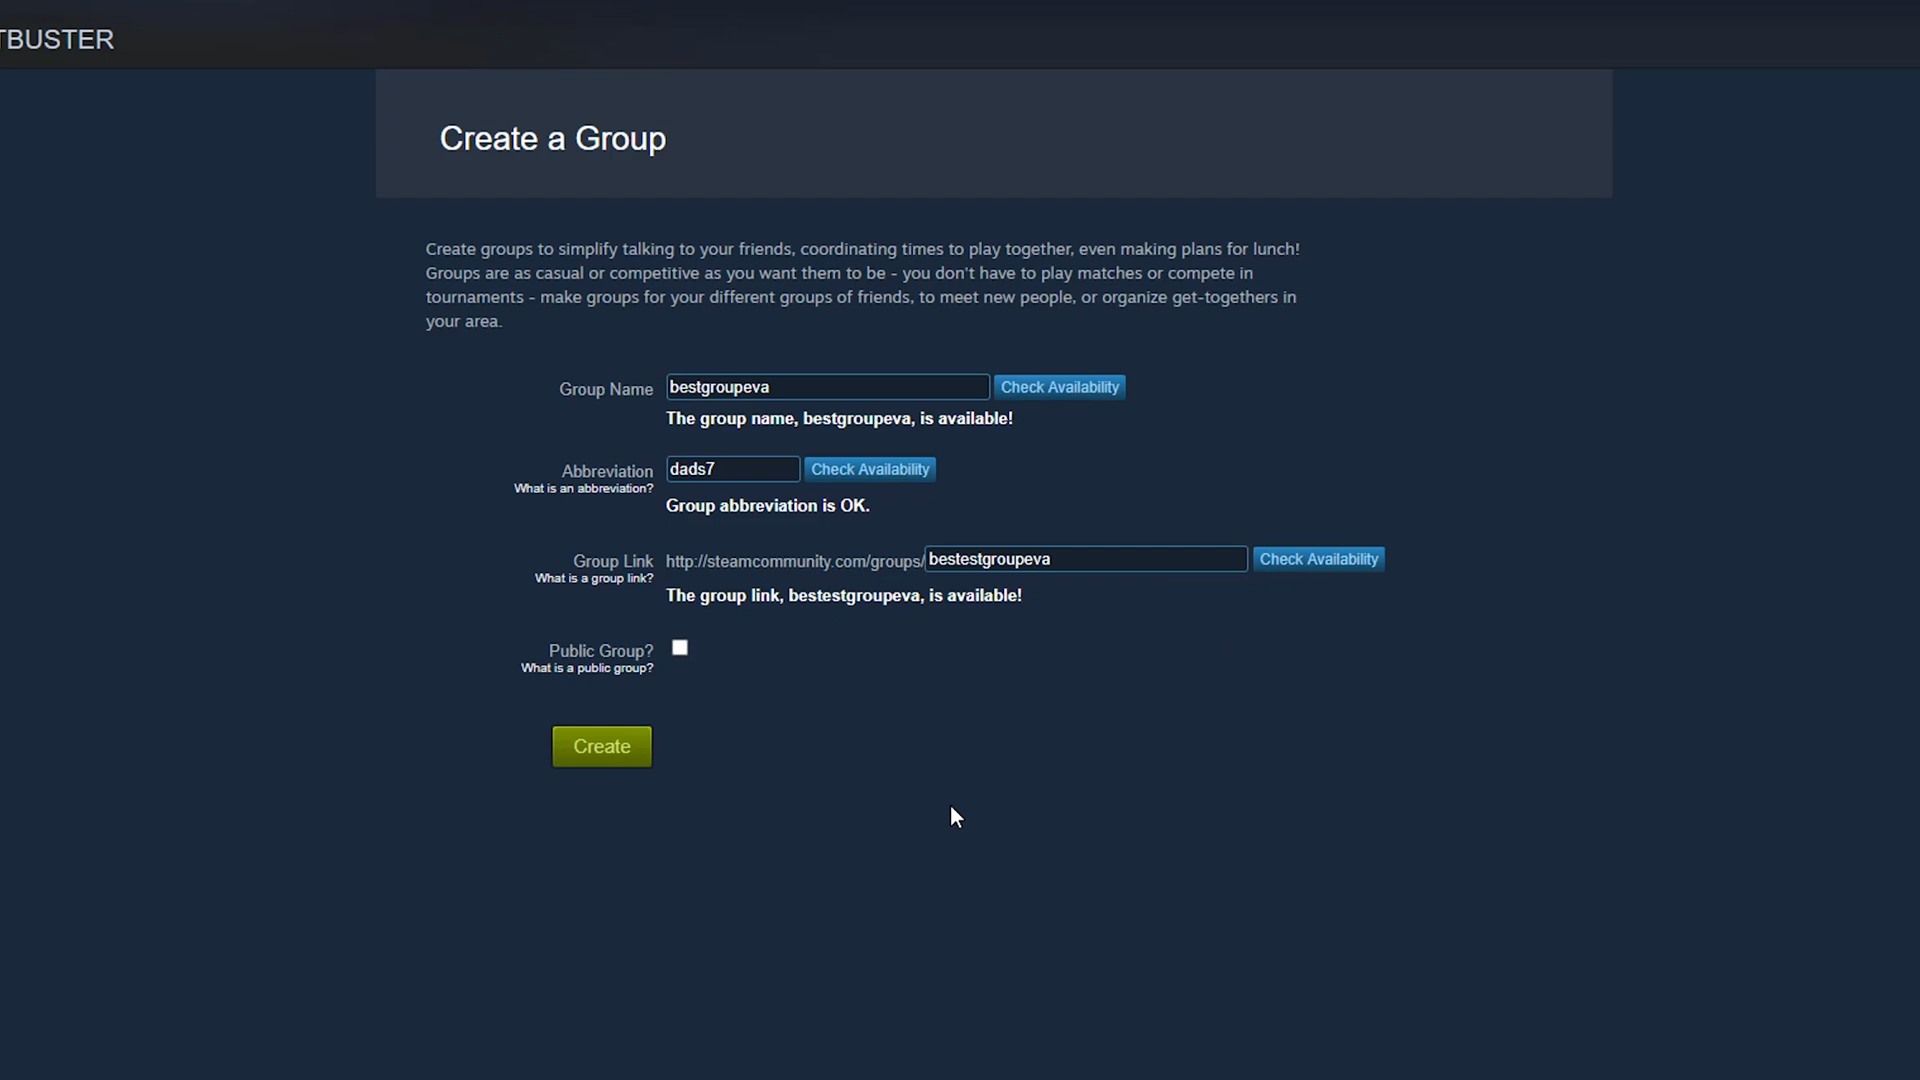 TBUSTER
Create a Group
Create groups to simplify talking to your friends, coordinating times to play together, even making plans for lunch!
Groups are as casual or competitive as you want them to be - you don't have to play matches or compete in
tournaments - make groups for your different groups of friends, to meet new people, or organize get-togethers in
your area.
Group Name bestgroupeva Check Availability
The group name, bestgroupeva, is available!
Abbreviation dads7 Check Availability
What is an abbreviation?
Group abbreviation is OK.
Group Link http://steamcommunity.com/groups/ bestestgroupeva Check Availability
What is a group link?
The group link, bestestgroupeva, is available!
Public Group?
What is a public group?
Create